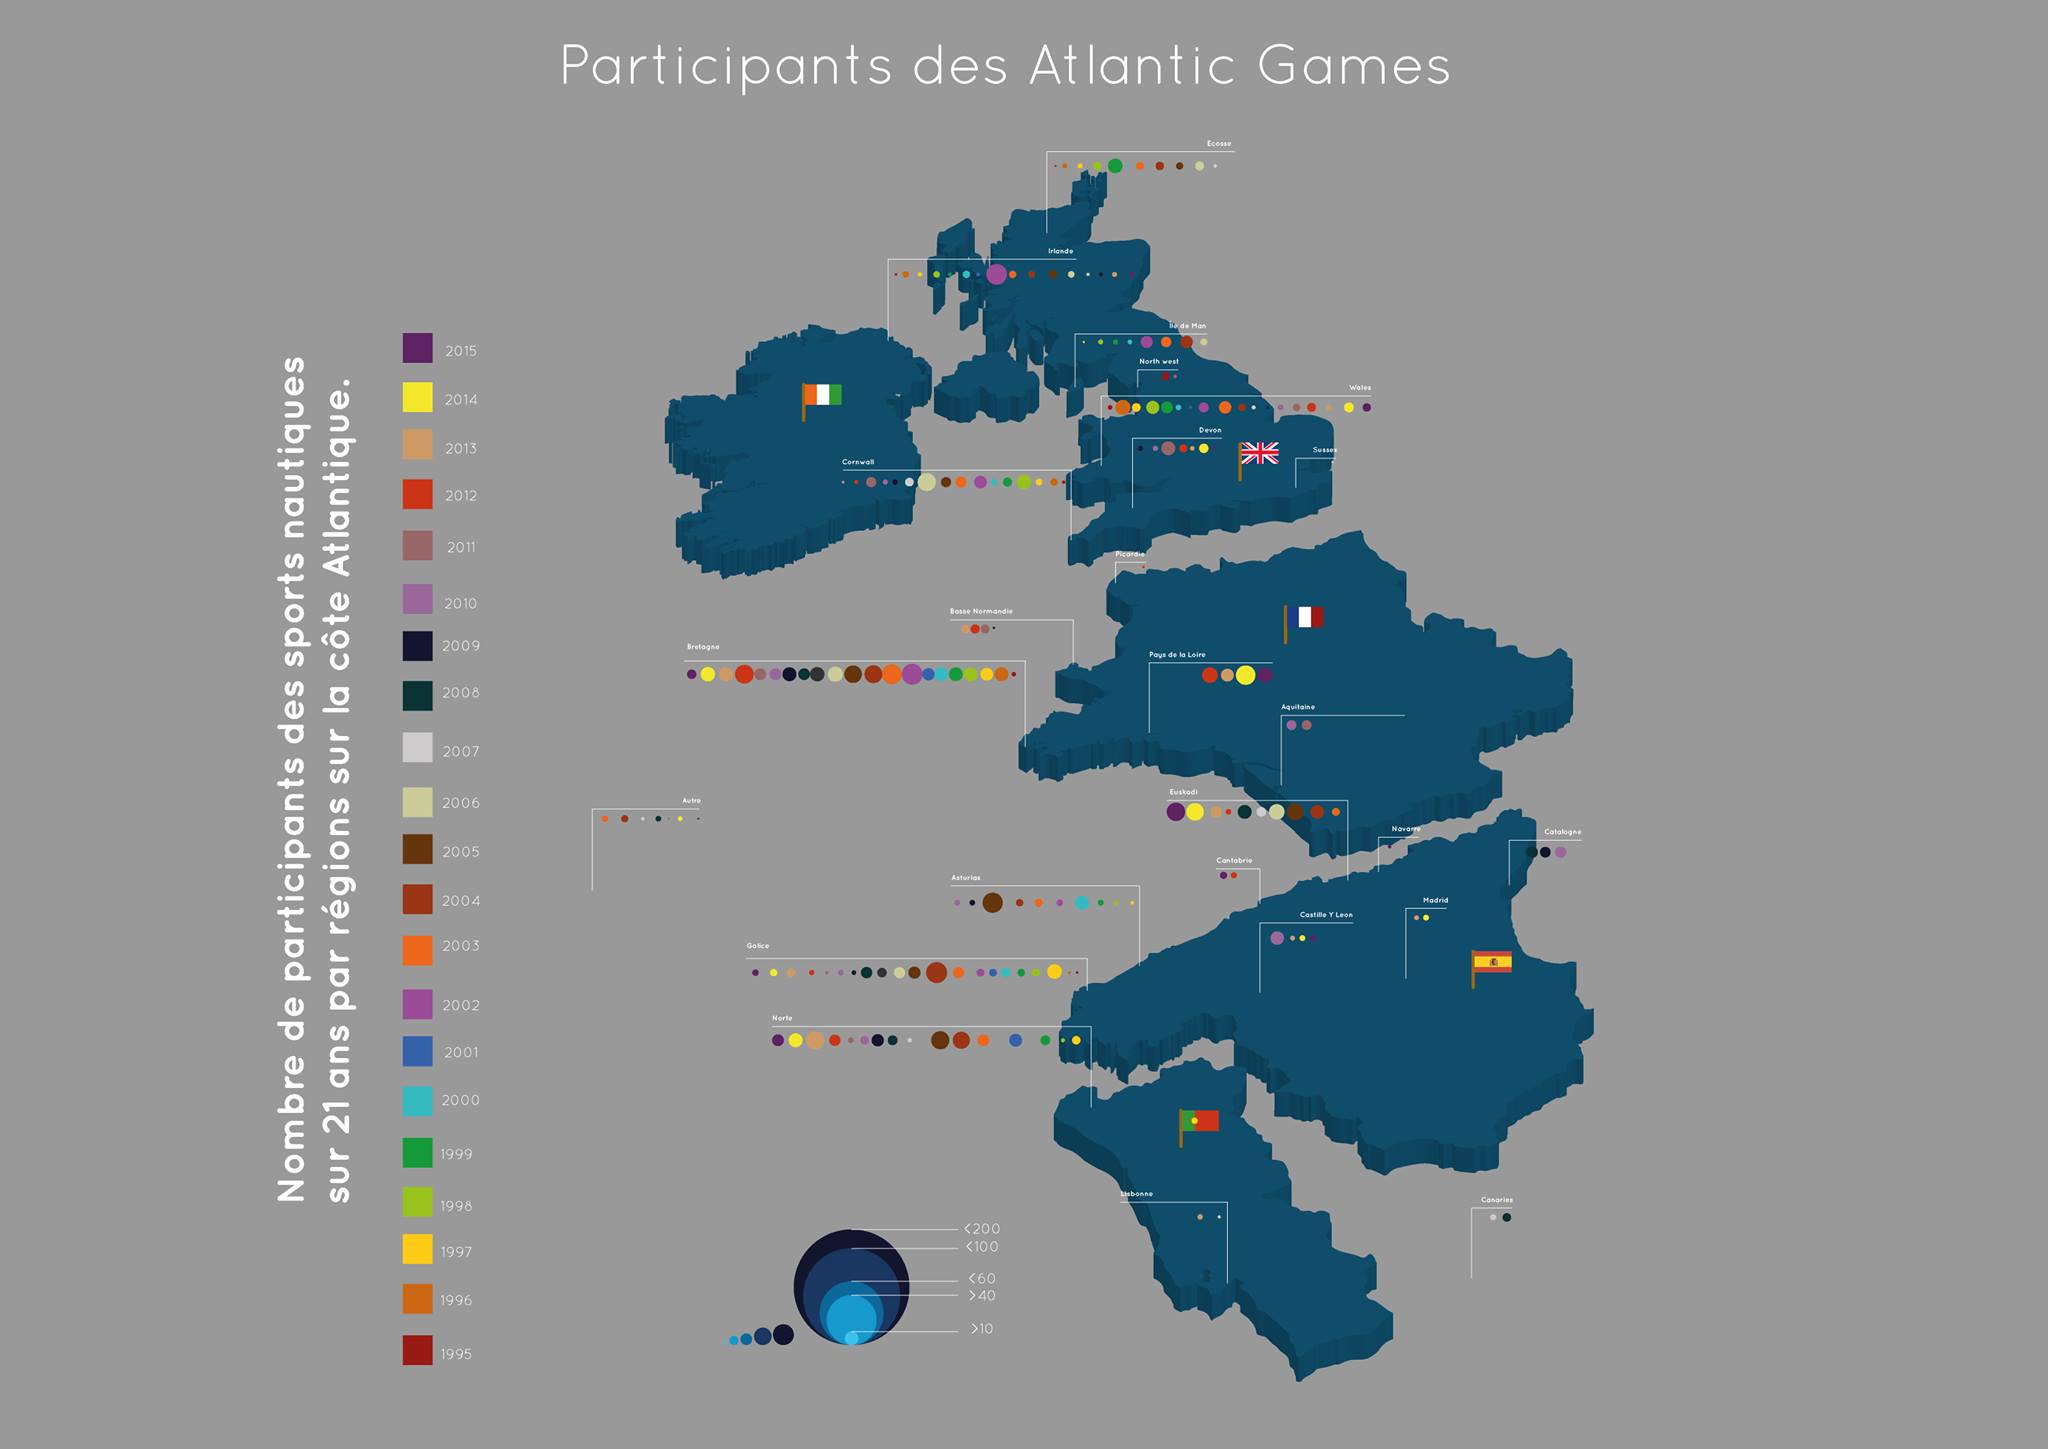 Participants des Atlantic Games
Nombre de participants des sports nautiques
sur 21 ans par régions sur la côte Atlantique.
2015
2014
2013
2012
2011
2010
2009
2008
2007
2006
2005
2004
2003
2002
2001
2000
1999
1998
1997
1996
1995
Ecosse
Irlande
Ile de Man
North west
Wales
Devon
Sussex
Cornwall
Picardie
Basse Normandie
Bretagne
Pays de la Loire
Aquitaine
Autre
Euskadi
Navarre
Catalogne
Cantabrie
Asturias
Madrid
Castille Y Leon
Galice
Norte
Lisbonne
Canaries
<200
<100
<60
>40
>10